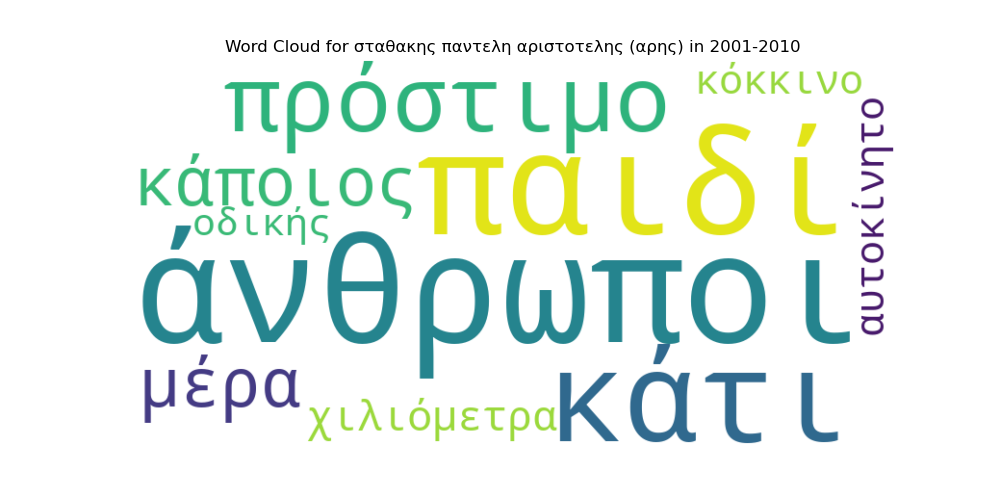 Word Cloud for σταθακης παντελη αριστοτελης (αρης) in 2001-2010
πρόστιμο
κόκκινο
κάποιος
παιδί
αυτοκίνητο
οδικής
άνθρωποι
μέρα
χιλιόμετρα
κάτι